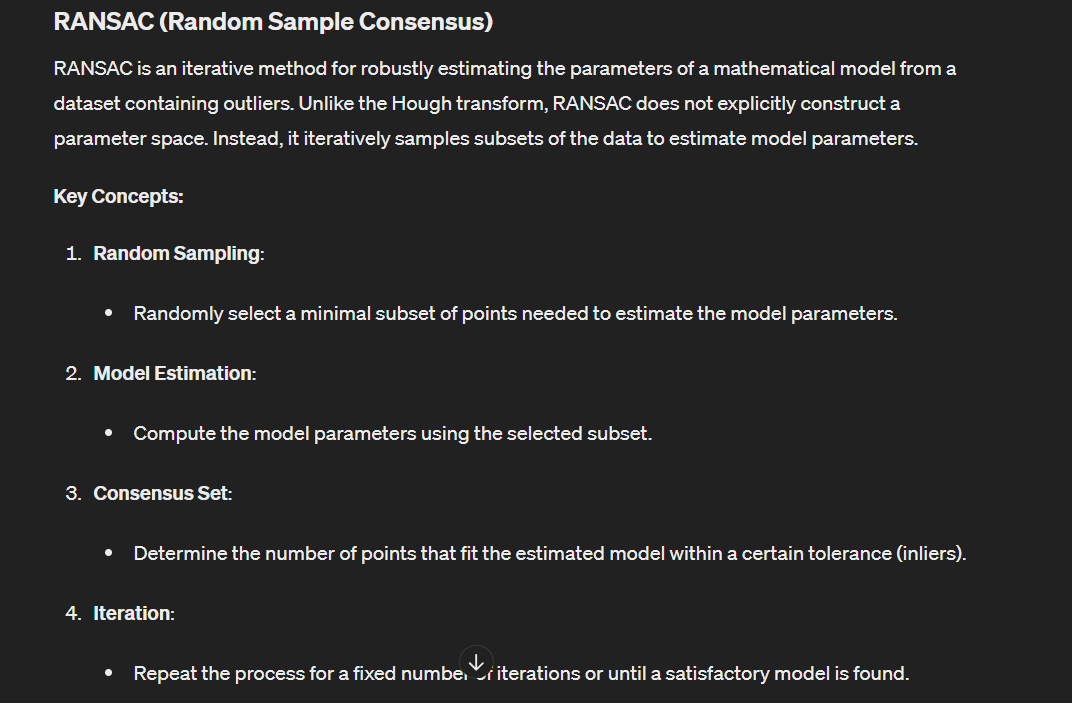 RANSAC (Random Sample Consensus)
RANSAC is an iterative method for robustly estimating the parameters of a mathematical model from a
dataset containing outliers. Unlike the Hough transform, RANSAC does not explicitly construct a
parameter space. Instead, it iteratively samples subsets of the data to estimate model parameters.
Key Concepts:
1. Random Sampling:
• Randomly select a minimal subset of points needed to estimate the model parameters.
2. Model Estimation:
• Compute the model parameters using the selected subset.
3. Consensus Set:
• Determine the number of points that fit the estimated model within a certain tolerance (inliers).
4. Iteration:
• Repeat the process for a fixed number of iterations or until a satisfactory model is found.